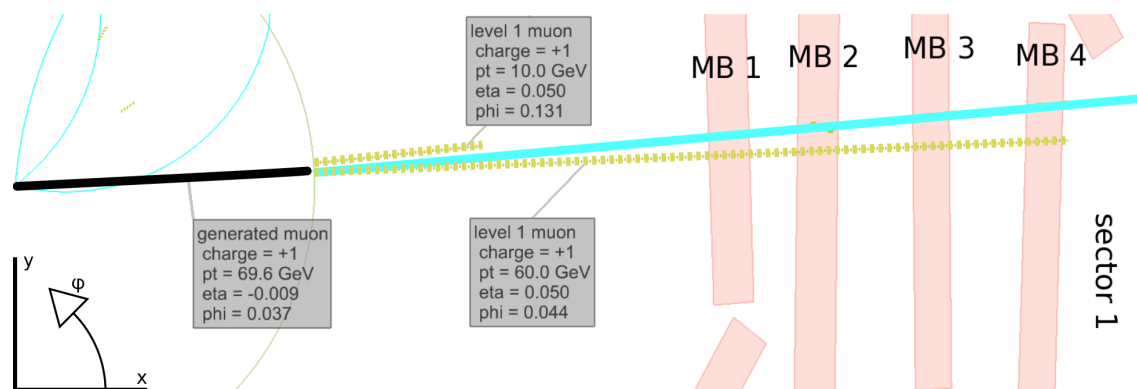 level 1 muon
charge = +1
pt = 10.0 GeV
eta = 0.050
phi = 0.131
MB 1
MB 2
MB 3
MB 4
generated muon
charge = +1
pt = 69.6 GeV
eta = -0.009
phi = 0.037
level 1 muon
charge = +1
pt = 60.0 GeV
eta = 0.050
phi = 0.044
sector 1
y
φ
x